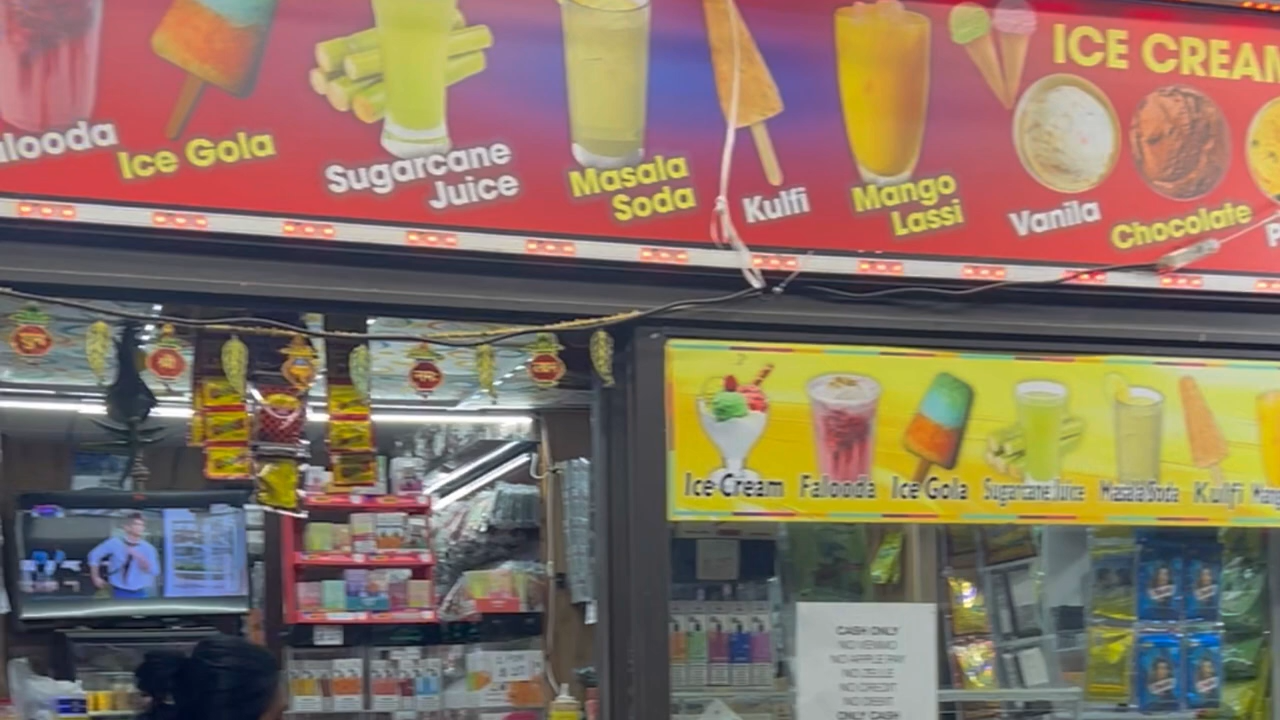 alooda
Ice Gola
Sugarcane
Juice
Masala
Soda
Kulfi
Mango
Lassi
ICE CREAM
Vanila
Chocolate
P
Ice Cream
Falooda
Ice Gola
Sugarcane Juice
Masala Soda
Kulfi
Man
CASH ONLY
NO VENMO
NO APPLE PAY
NO ZELLE
NO CREDIT
NO DEBIT
ONLY CASH